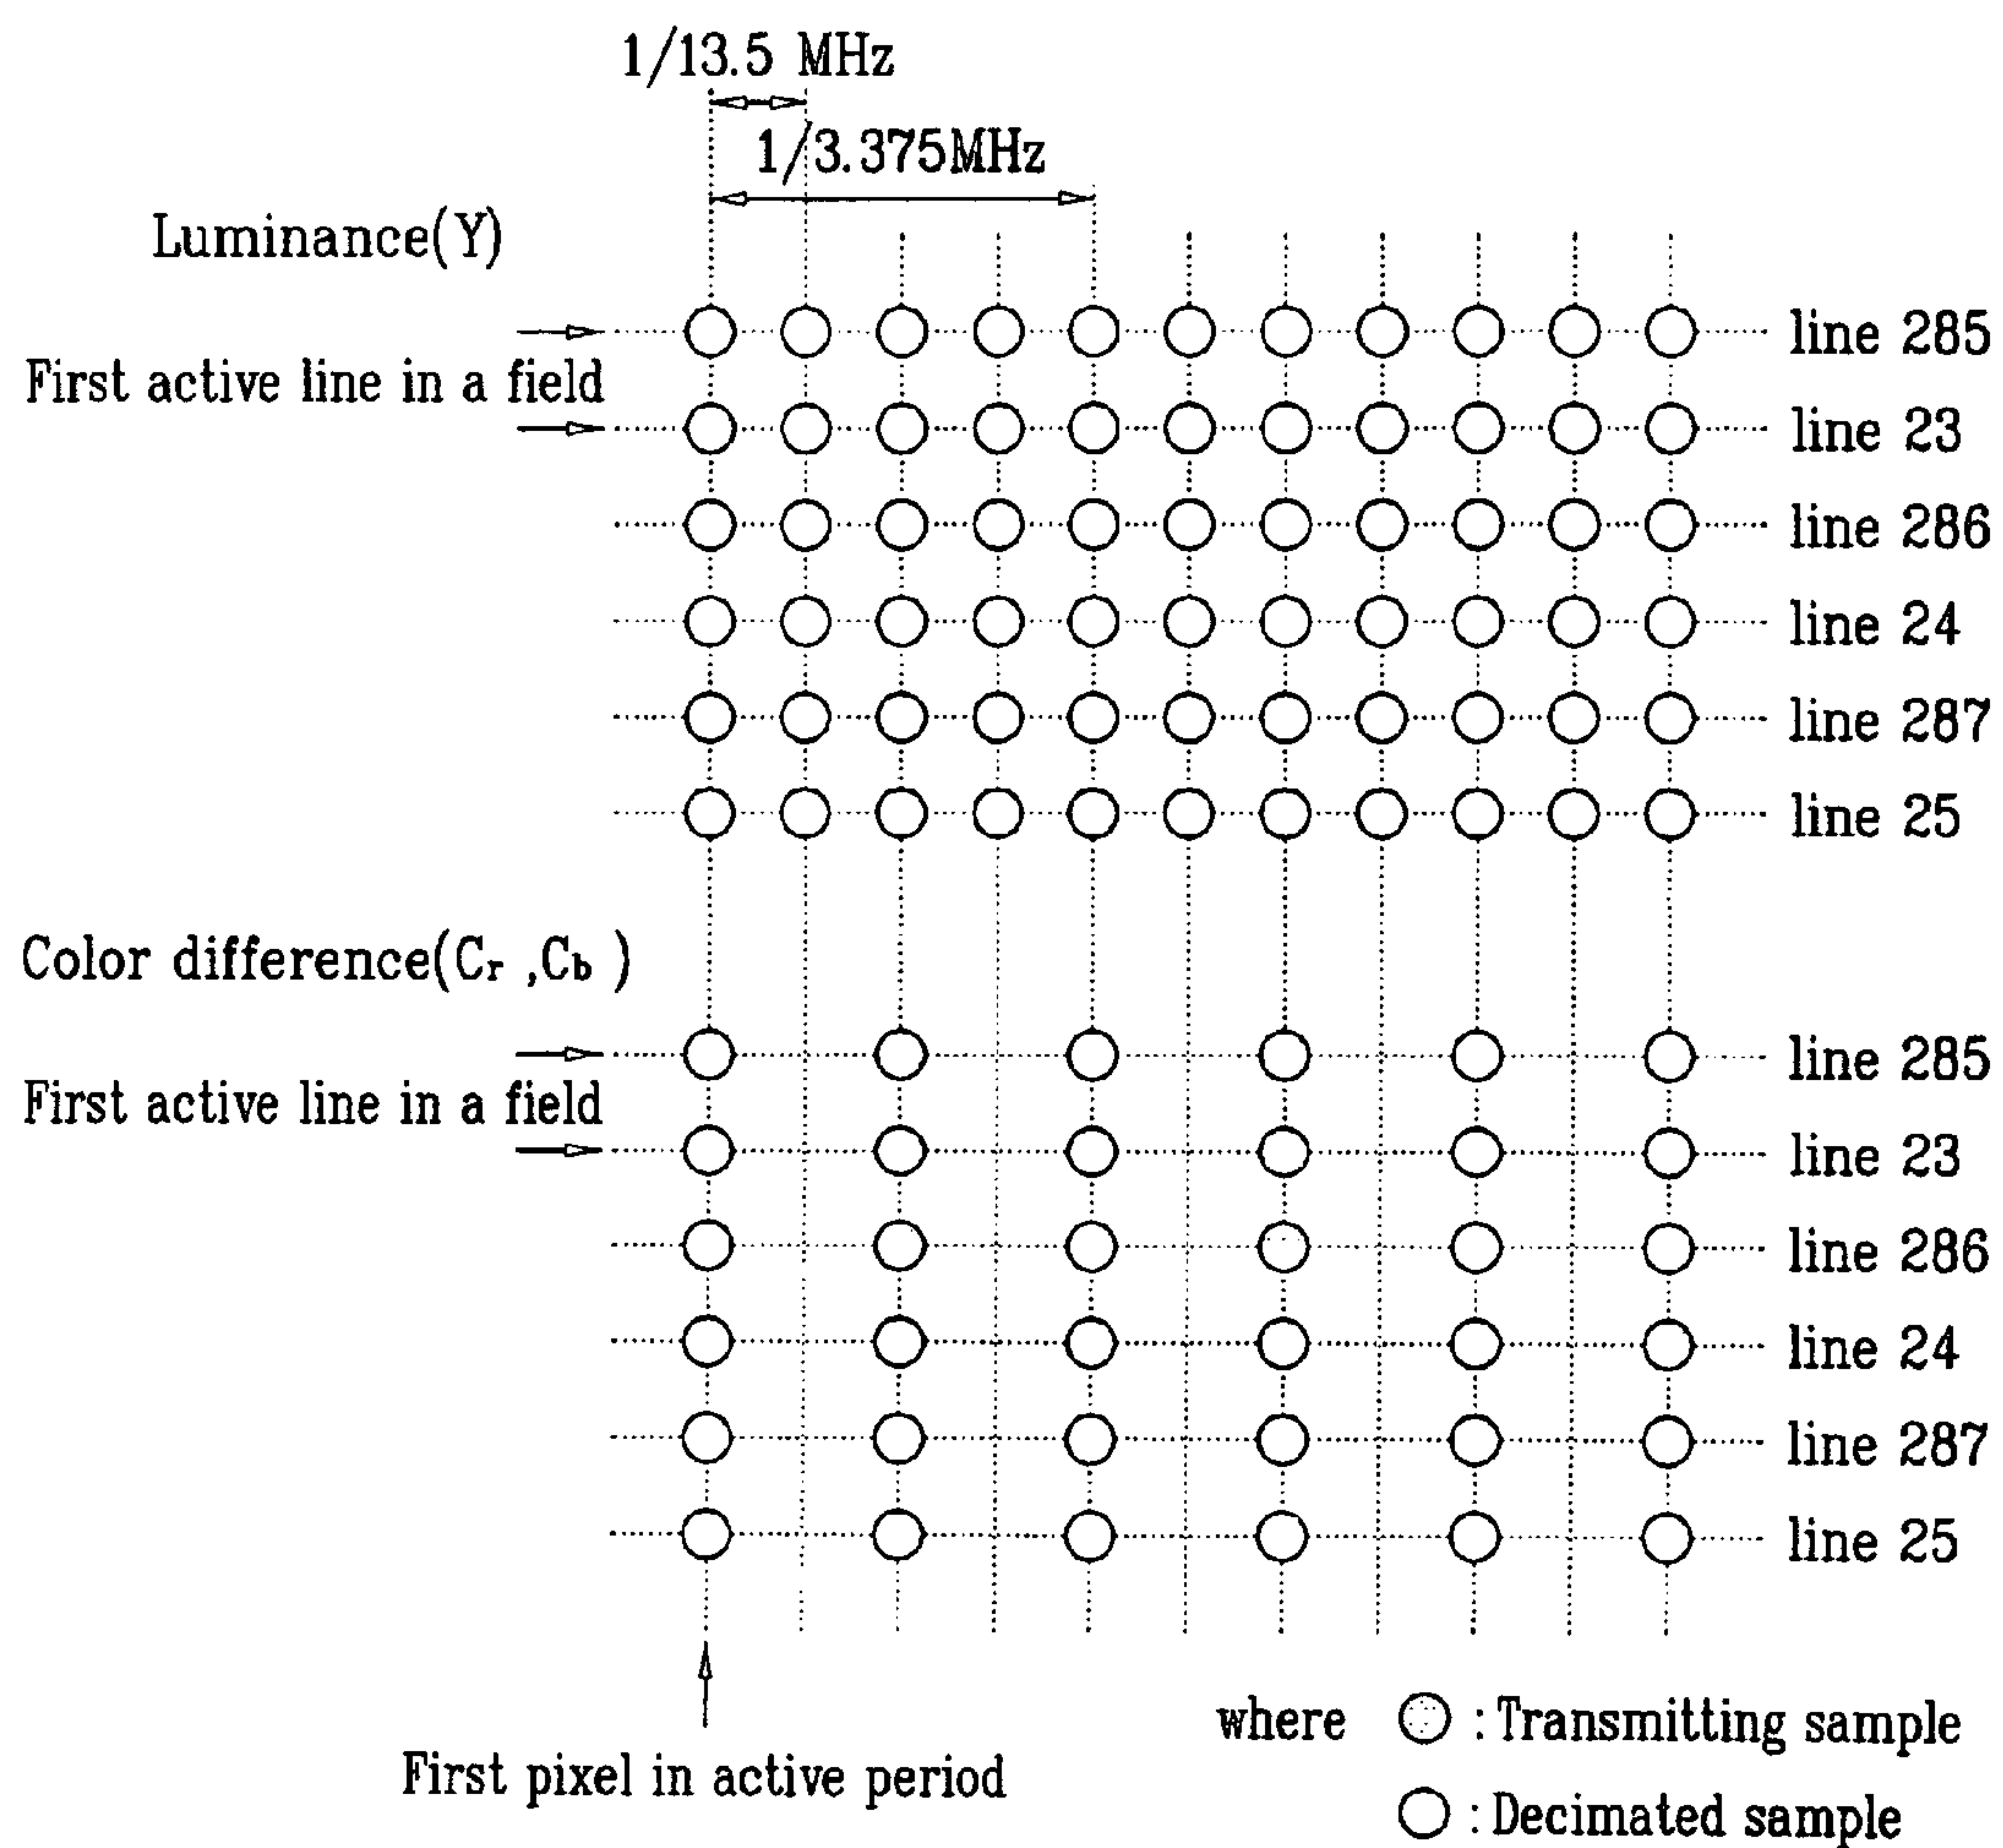 1/13.5 MHz
1/3.375MHz
Luminance(Y)
line 285
First active line in a field
line 23
line 286
line 24
line 287
line 25
Color difference(Cr ,Cb )
line 285
First active line in a field
line 23
line 286
line 24
line 287
line 25
First pixel in active period
where : Transmitting sample
: Decimated sample